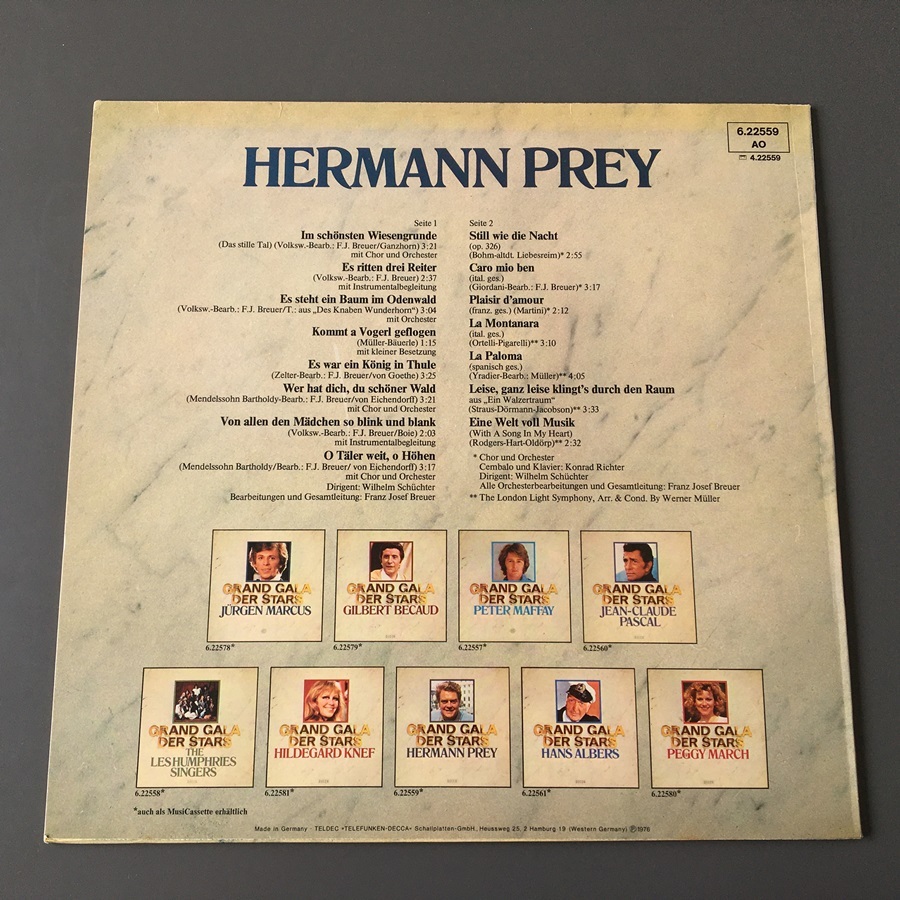 6.22559
AO
4.22559
HERMANN PREY
Seite 1
Im schönsten Wiesengrunde
(Das stille Tal) (Volksw.-Bearb.: F.J. Breuer/Ganzhorn) 3:21
mit Chor und Orchester
Es ritten drei Reiter
(Volksw.-Bearb.: F.J. Breuer) 2:37
mit Instrumentalbegleitung
Es steht ein Baum im Odenwald
(Volksw.-Bearb.: F.J. Breuer/T.: aus „Des Knaben Wunderhorn“) 3:04
mit Orchester
Kommt a Vogerl geflogen
(Müller-Bäuerle) 1:15
mit kleiner Besetzung
Es war ein König in Thule
(Zelter-Bearb.: F.J. Breuer/von Goethe) 3:25
Wer hat dich, du schöner Wald
(Mendelssohn Bartholdy-Bearb.: F.J. Breuer/von Eichendorff) 3:21
mit Chor und Orchester
Von allen den Mädchen so blink und blank
(Volksw.-Bearb.: F.J. Breuer/Boie) 2:03
mit Instrumentalbegleitung
O Täler weit, o Höhen
(Mendelssohn Bartholdy/Bearb.: F.J. Breuer/ von Eichendorff) 3:17
mit Chor und Orchester
Dirigent: Wilhelm Schüchter
Bearbeitungen und Gesamtleitung: Franz Josef Breuer
Seite 2
Still wie die Nacht
(op. 326)
(Bohm-altdt. Liebesreim)* 2:55
Caro mio ben
(ital. ges.)
(Giordani-Bearb.: F.J. Breuer)* 3:17
Plaisir d'amour
(franz. ges.) (Martini)* 2:12
La Montanara
(ital. ges.)
(Ortelli-Pigarelli)** 3:10
La Paloma
(spanisch ges.)
(Yradier-Bearb.: Müller)** 4:05
Leise, ganz leise klingt's durch den Raum
aus „Ein Walzertraum“
(Straus-Dörmann-Jacobson)** 3:33
Eine Welt voll Musik
(With A Song In My Heart)
(Rodgers-Hart-Oldörp)** 2:32
* Chor und Orchester
Cembalo und Klavier: Konrad Richter
Dirigent: Wilhelm Schüchter
Alle Orchesterbearbeitungen und Gesamtleitung: Franz Josef Breuer
** The London Light Symphony, Arr. & Cond. By Werner Müller
GRAND GALA
DER STARS
JÜRGEN MARCUS
6.22578*
GRAND GALA
DER STARS
GILBERT BECAUD
6.22579*
GRAND GALA
DER STARS
PETER MAFFAY
6.22557*
GRAND GALA
DER STARS
JEAN-CLAUDE
PASCAL
6.22560*
GRAND GALA
DER STARS
THE
LES HUMPHRIES
SINGERS
6.22558*
GRAND GALA
DER STARS
HILDEGARD KNEF
6.22581*
GRAND GALA
DER STARS
HERMANN PREY
6.22559*
GRAND GALA
DER STARS
HANS ALBERS
6.22561*
GRAND GALA
DER STARS
PEGGY MARCH
6.22580*
*auch als MusiCassette erhältlich
Made in Germany · TELDEC »TELEFUNKEN-DECCA« Schallplatten-GmbH, Heussweg 25, 2 Hamburg 19 (Western Germany) Ⓟ1976